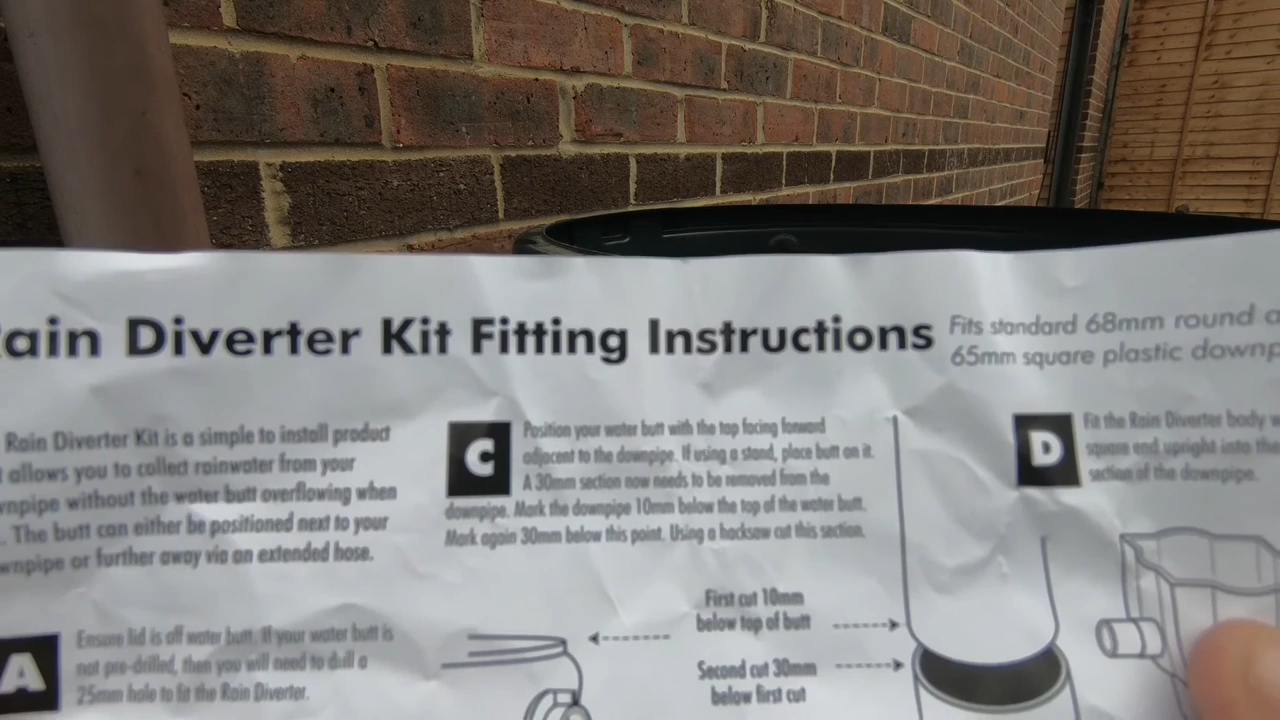 ain Diverter Kit Fitting Instructions
Fits standard 68mm round
65mm square plastic downp
Rain Diverter Kit is a simple to install product
allows you to collect rainwater from your
wnpipe without the water butt overflowing when
. The butt can either be positioned next to your
wnpipe or further away via an extended hose.
A
Ensure lid is off water butt. If your water butt is
not pre-drilled, then you will need to drill a
25mm hole to fit the Rain Diverter.
C
Position your water butt with the tap facing forward
adjacent to the downpipe. If using a stand, place butt on it.
A 30mm section now needs to be removed from the
downpipe. Mark the downpipe 10mm below the top of the water butt.
Mark again 30mm below this point. Using a hacksaw cut this section.
First cut 10mm
below top of butt
Second cut 30mm
below first cut
D
Fit the Rain Diverter body w
square end upright into the
section of the downpipe.